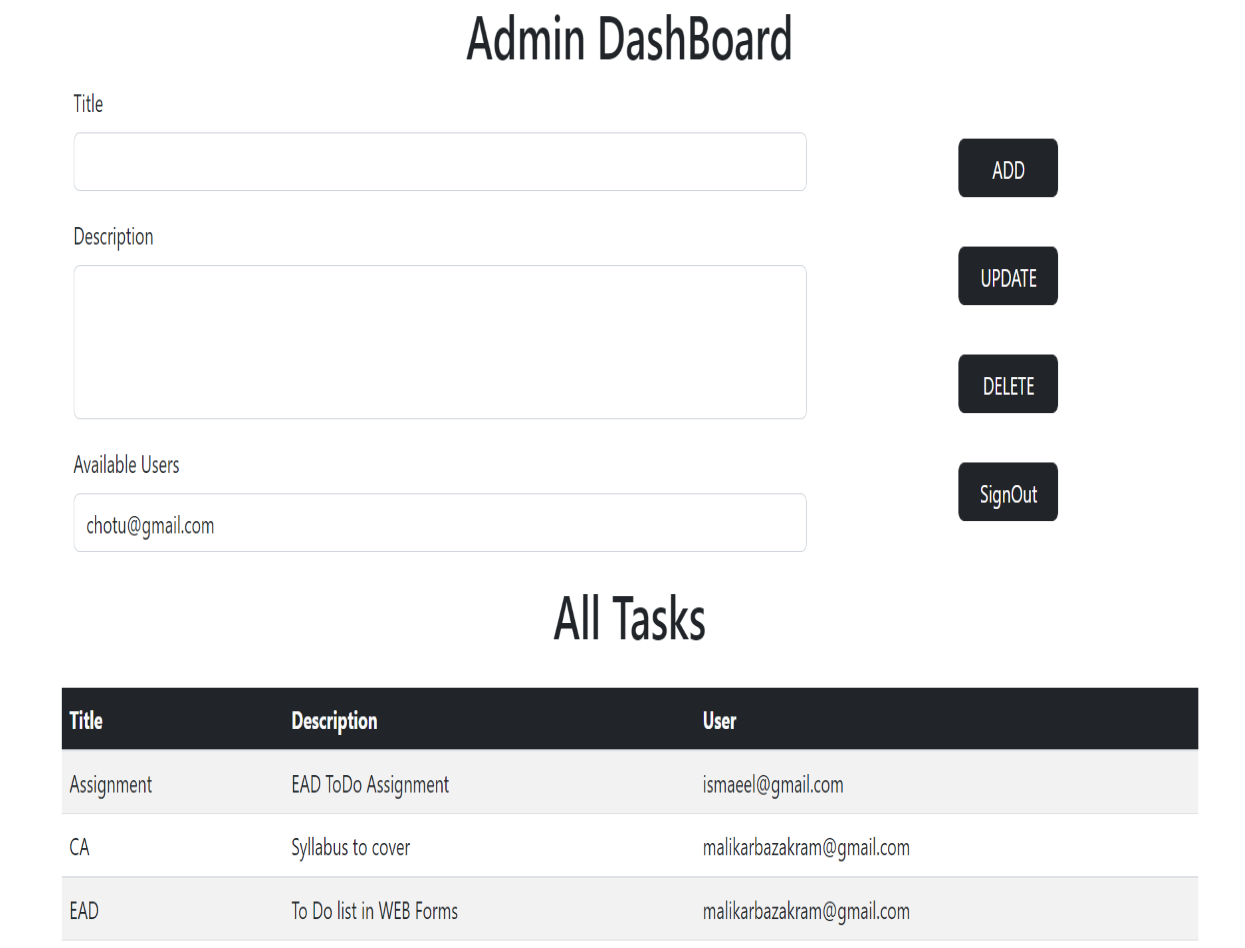 Admin DashBoard
Title
ADD
Description
UPDATE
DELETE
Available Users
SignOut
chotu@gmail.com
All Tasks
Title Description User
Assignment EAD ToDo Assignment ismaeel@gmail.com
CA Syllabus to cover malikarbazakram@gmail.com
EAD To Do list in WEB Forms malikarbazakram@gmail.com